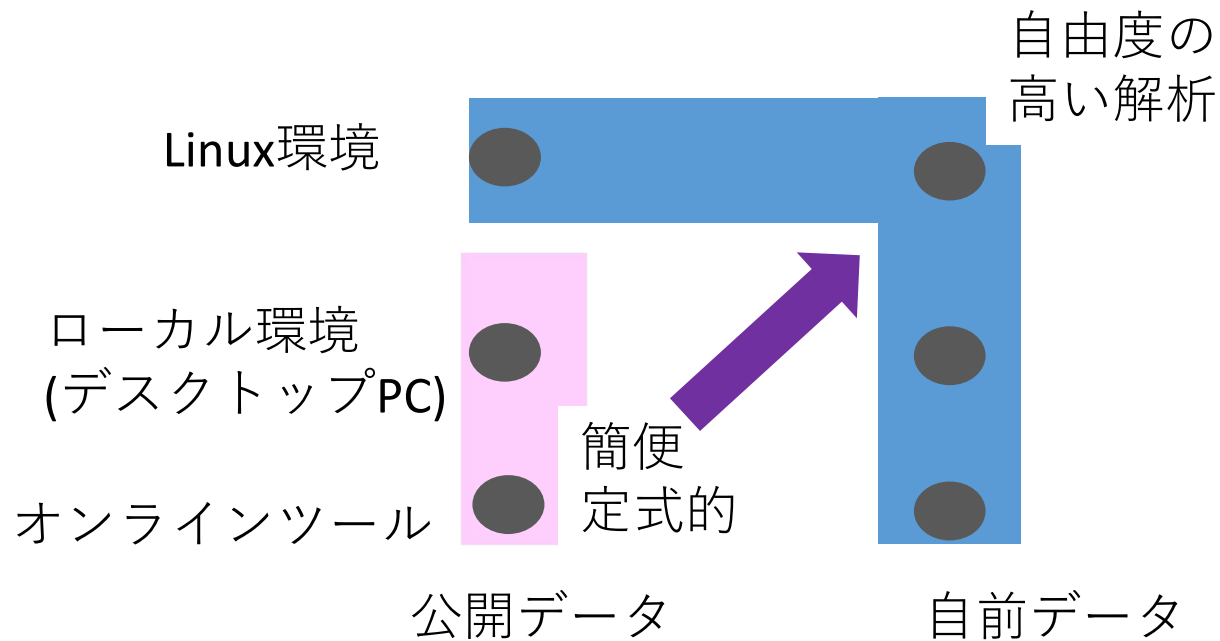 自由度の
高い解析
Linux環境
ローカル環境
(デスクトップPC)
簡便
定式的
オンラインツール
公開データ
自前データ